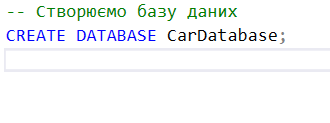 -- Створюємо базу даних
CREATE DATABASE CarDatabase;